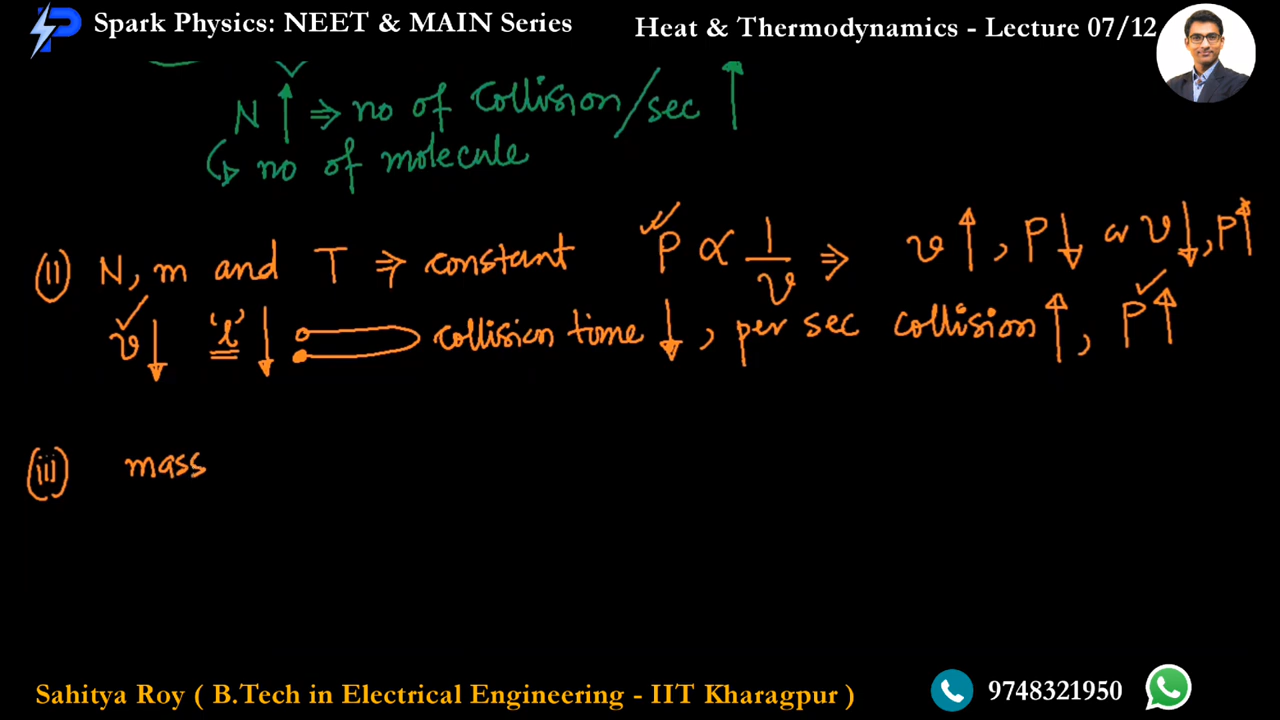 Spark Physics: NEET & MAIN Series
Heat & Thermodynamics - Lecture 07/12
N ↑ ⇒ no of collision/sec ↑
↳ no of molecule
(ii) N, m and T ⇒ constant P ∝ 1/v ⇒ v ↑, P ↓ or v ↓, P ↑
v ↓ 'l' ↓ collision time ↓, per sec collision ↑, P ↑
(iii) mass
Sahitya Roy ( B.Tech in Electrical Engineering - IIT Kharagpur )
9748321950